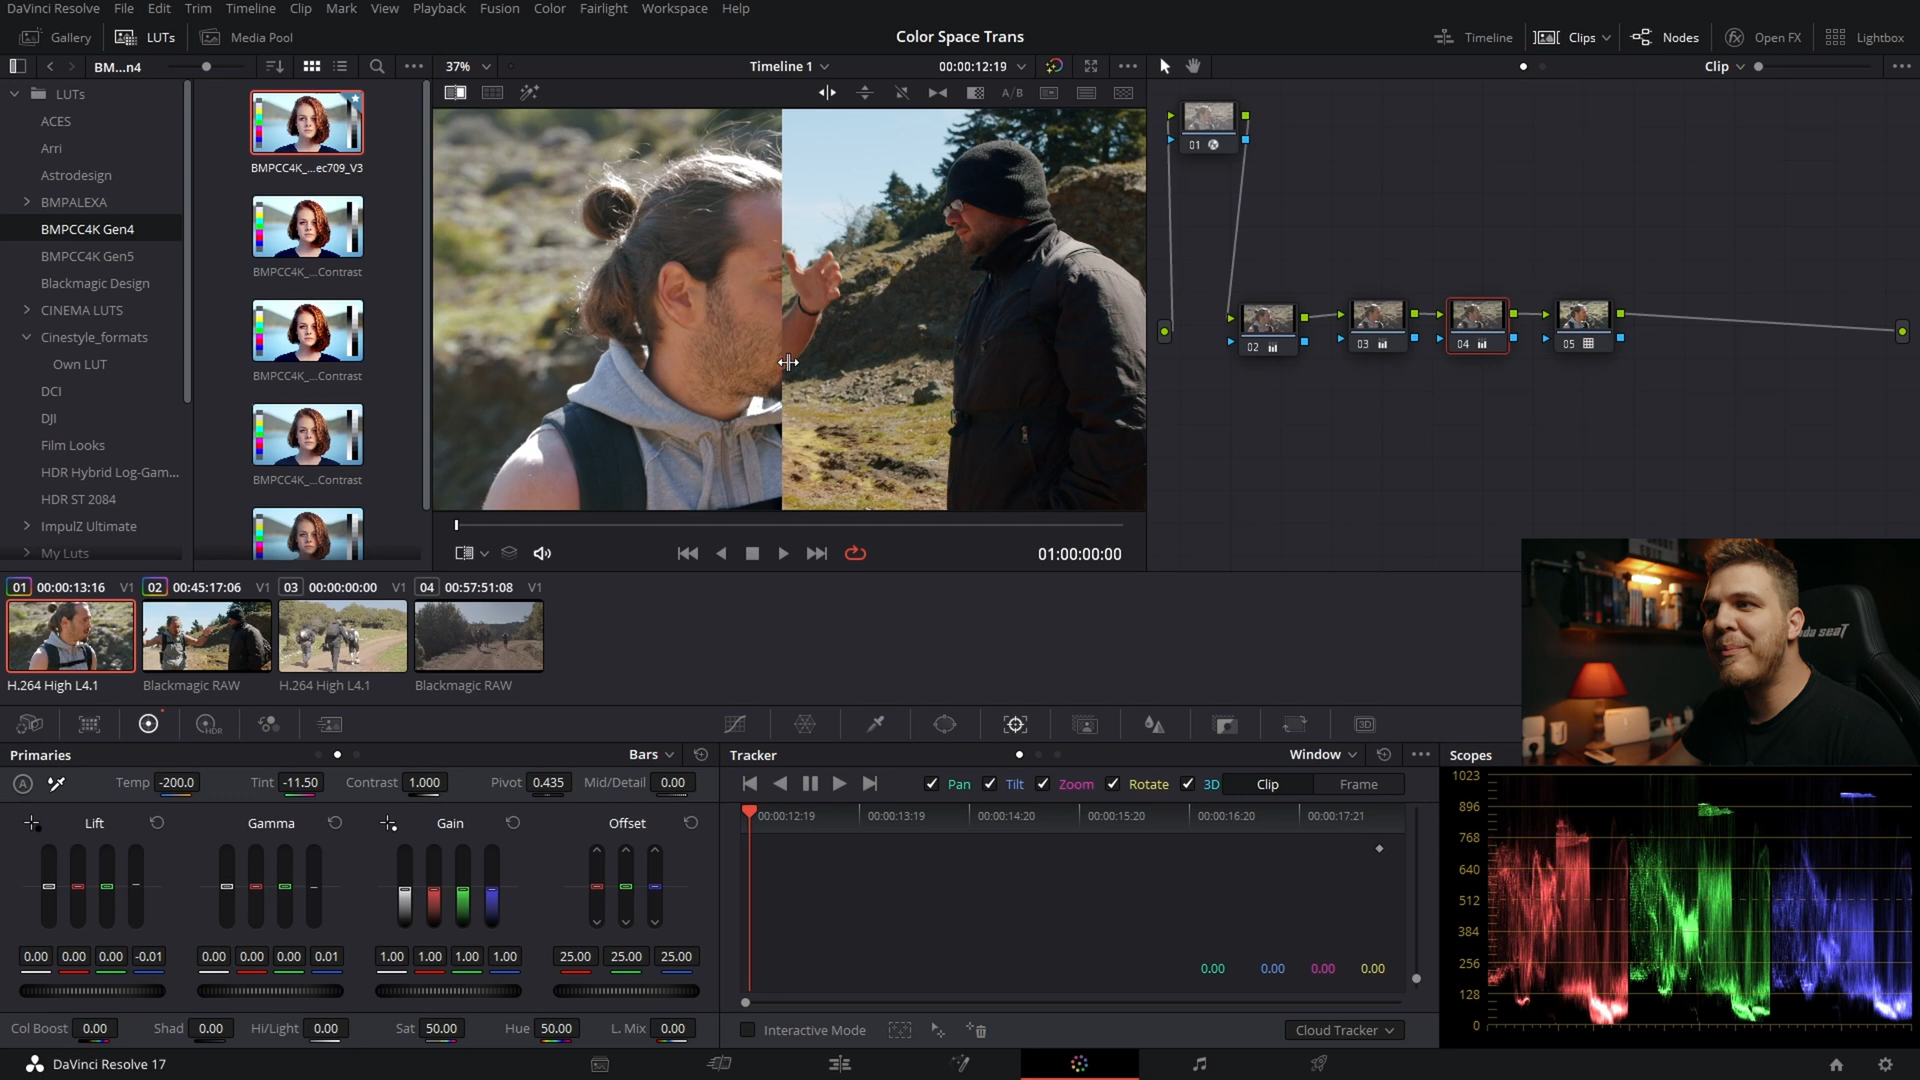 DaVinci Resolve File Edit Trim Timeline Clip Mark View Playback Fusion Color Fairlight Workspace Help
Gallery LUTs Media Pool Color Space Trans Timeline Clips Nodes Open FX Lightbox
BM...n4 37% Timeline 1 00:00:12:19 Clip
A/B
LUTs
ACES
Arri
Astrodesign
BMPALEXA
BMPCC4K Gen4
BMPCC4K Gen5
Blackmagic Design
CINEMA LUTS
Cinestyle_formats
Own LUT
DCI
DJI
Film Looks
HDR Hybrid Log-Gam...
HDR ST 2084
ImpulZ Ultimate
My Luts
BMPCC4K_...ec709_V3
BMPCC4K_...Contrast
BMPCC4K_...Contrast
BMPCC4K_...Contrast
01
02 03 04 05
01:00:00:00
01 00:00:13:16 V1 02 00:45:17:06 V1 03 00:00:00:00 V1 04 00:57:51:08 V1
H.264 High L4.1 Blackmagic RAW H.264 High L4.1 Blackmagic RAW
HDR 3D
Primaries Bars Tracker Window Scopes
A Temp -200.0 Tint -11.50 Contrast 1.000 Pivot 0.435 Mid/Detail 0.00
Pan Tilt Zoom Rotate 3D Clip Frame
Lift Gamma Gain Offset
00:00:12:19 00:00:13:19 00:00:14:20 00:00:15:20 00:00:16:20 00:00:17:21
0.00 0.00 0.00 -0.01 0.00 0.00 0.00 0.01 1.00 1.00 1.00 1.00 25.00 25.00 25.00
0.00 0.00 0.00 0.00
Col Boost 0.00 Shad 0.00 Hi/Light 0.00 Sat 50.00 Hue 50.00 L. Mix 0.00
Interactive Mode Cloud Tracker
1023
896
768
640
512
384
256
128
0
DaVinci Resolve 17